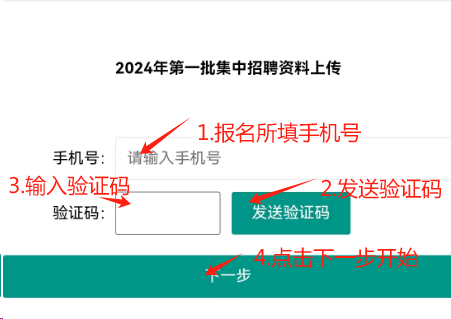 2024年第一批集中招聘资料上传
1.报名所填手机号
手机号： 请输入手机号
3.输入验证码
2.发送验证码
验证码： 发送验证码
4.点击下一步开始
下一步